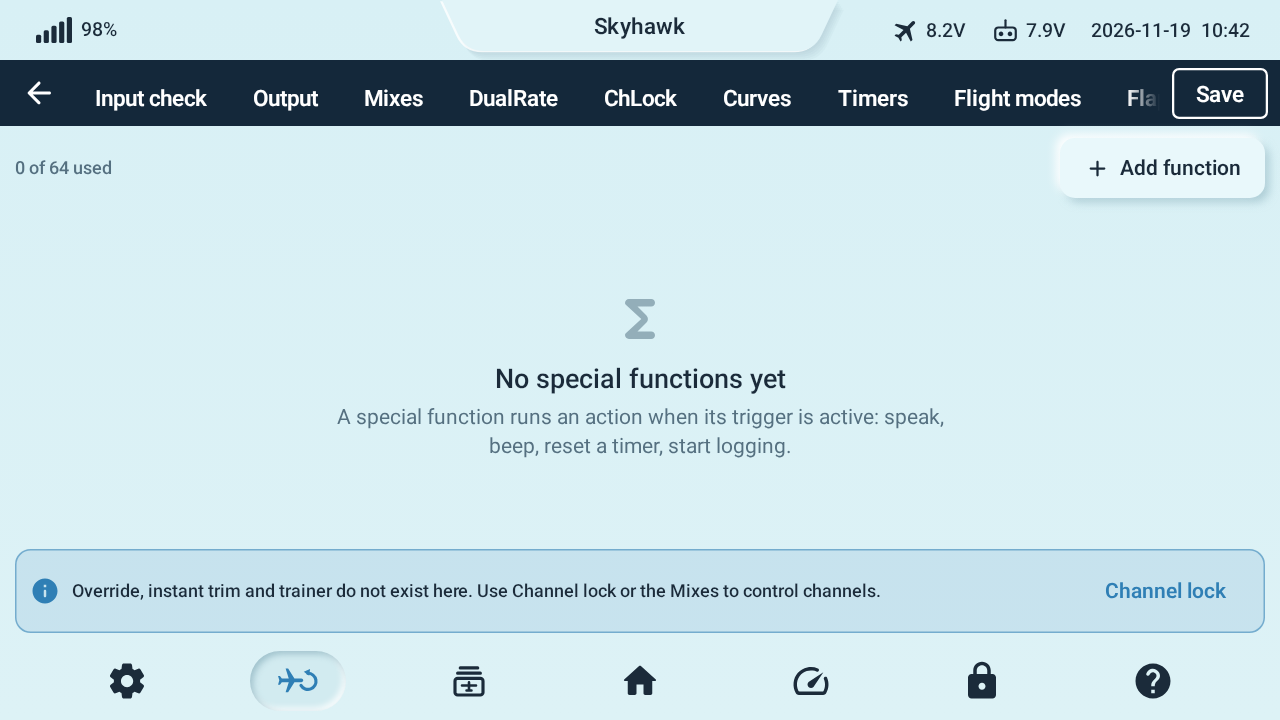 98%
Skyhawk
8.2V
7.9V
2026-11-19 10:42
Input check
Output
Mixes
DualRate
ChLock
Curves
Timers
Flight modes
Fla
Save
0 of 64 used
Add function
No special functions yet
A special function runs an action when its trigger is active: speak,
beep, reset a timer, start logging.
Override, instant trim and trainer do not exist here. Use Channel lock or the Mixes to control channels.
Channel lock